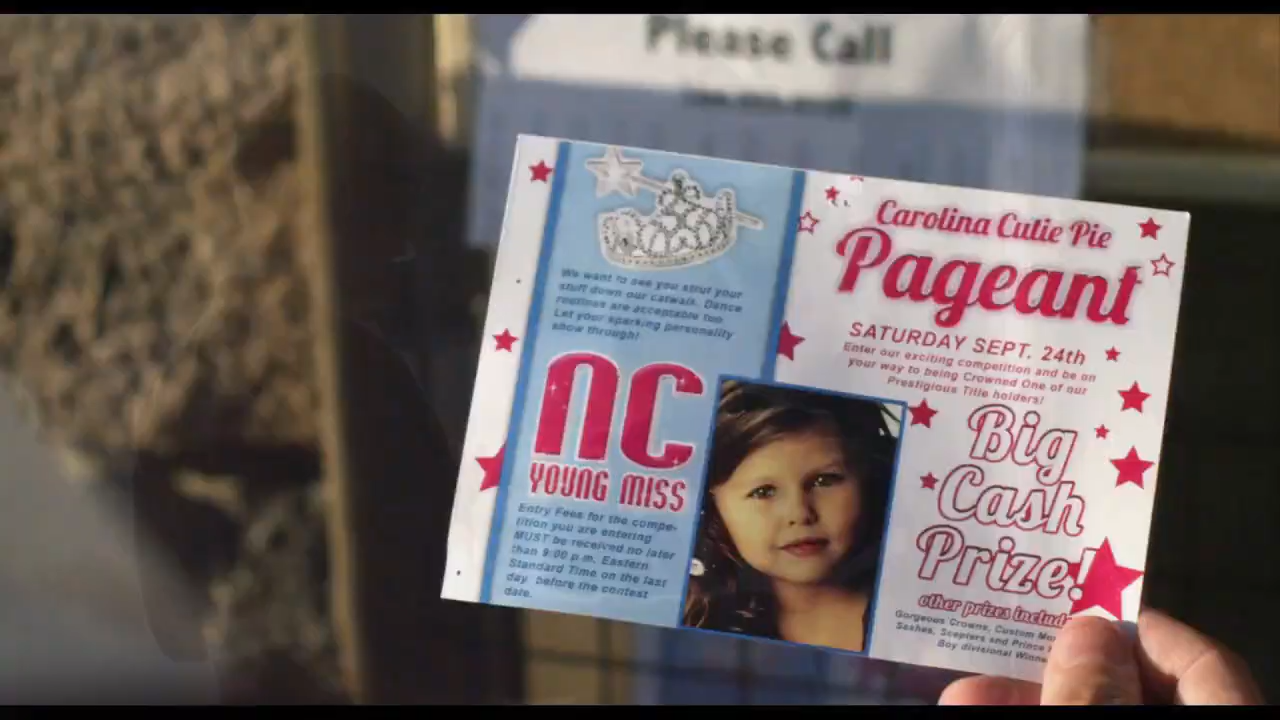 Please Call
Carolina Cutie Pie
Pageant
SATURDAY SEPT. 24th
Enter our exciting competition and be on
your way to being Crowned One of our
Prestigious Title holders!
Big
Cash
Prize!
other prizes includ
Gorgeous Crowns, Custom
Sashes, Scepters and Prince
Boy divisional Winne
We want to see you strut your
stuff down our catwalk. Dance
routines are acceptable too
Let your sparking personality
show through!
NC
YOUNG MISS
Entry Fees for the compe-
tition you are entering
MUST be received no later
than 9:00 p.m. Eastern
Standard Time on the last
day before the contest
date.